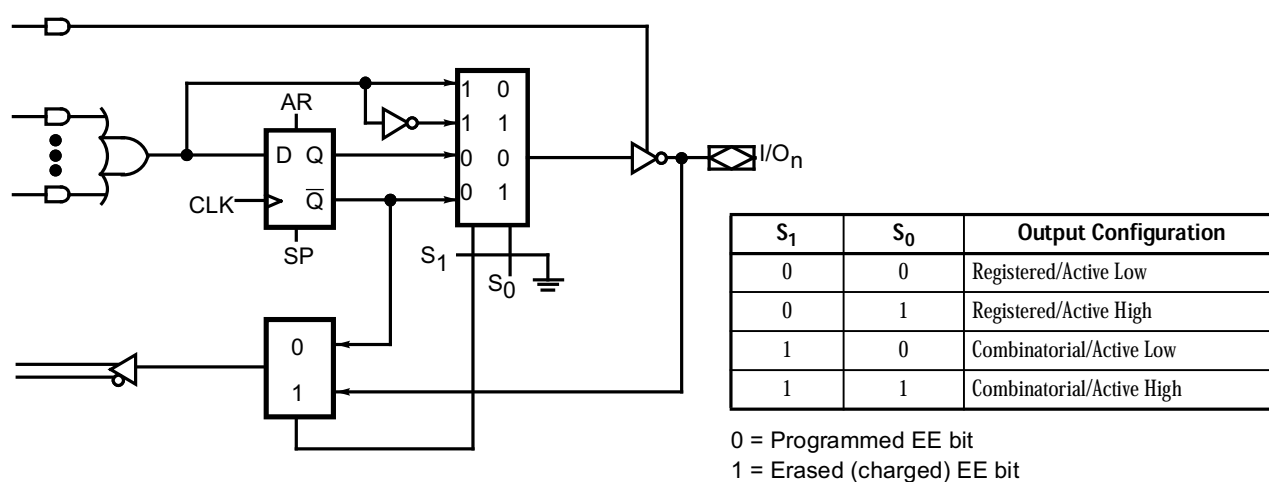 AR
1 0
1 1
D Q
0 0
I/Oₙ
CLK
Q̅
0 1
SP
S₁
S₀
0
1
S₁ S₀ Output Configuration
0 0 Registered/Active Low
0 1 Registered/Active High
1 0 Combinatorial/Active Low
1 1 Combinatorial/Active High
0 = Programmed EE bit
1 = Erased (charged) EE bit